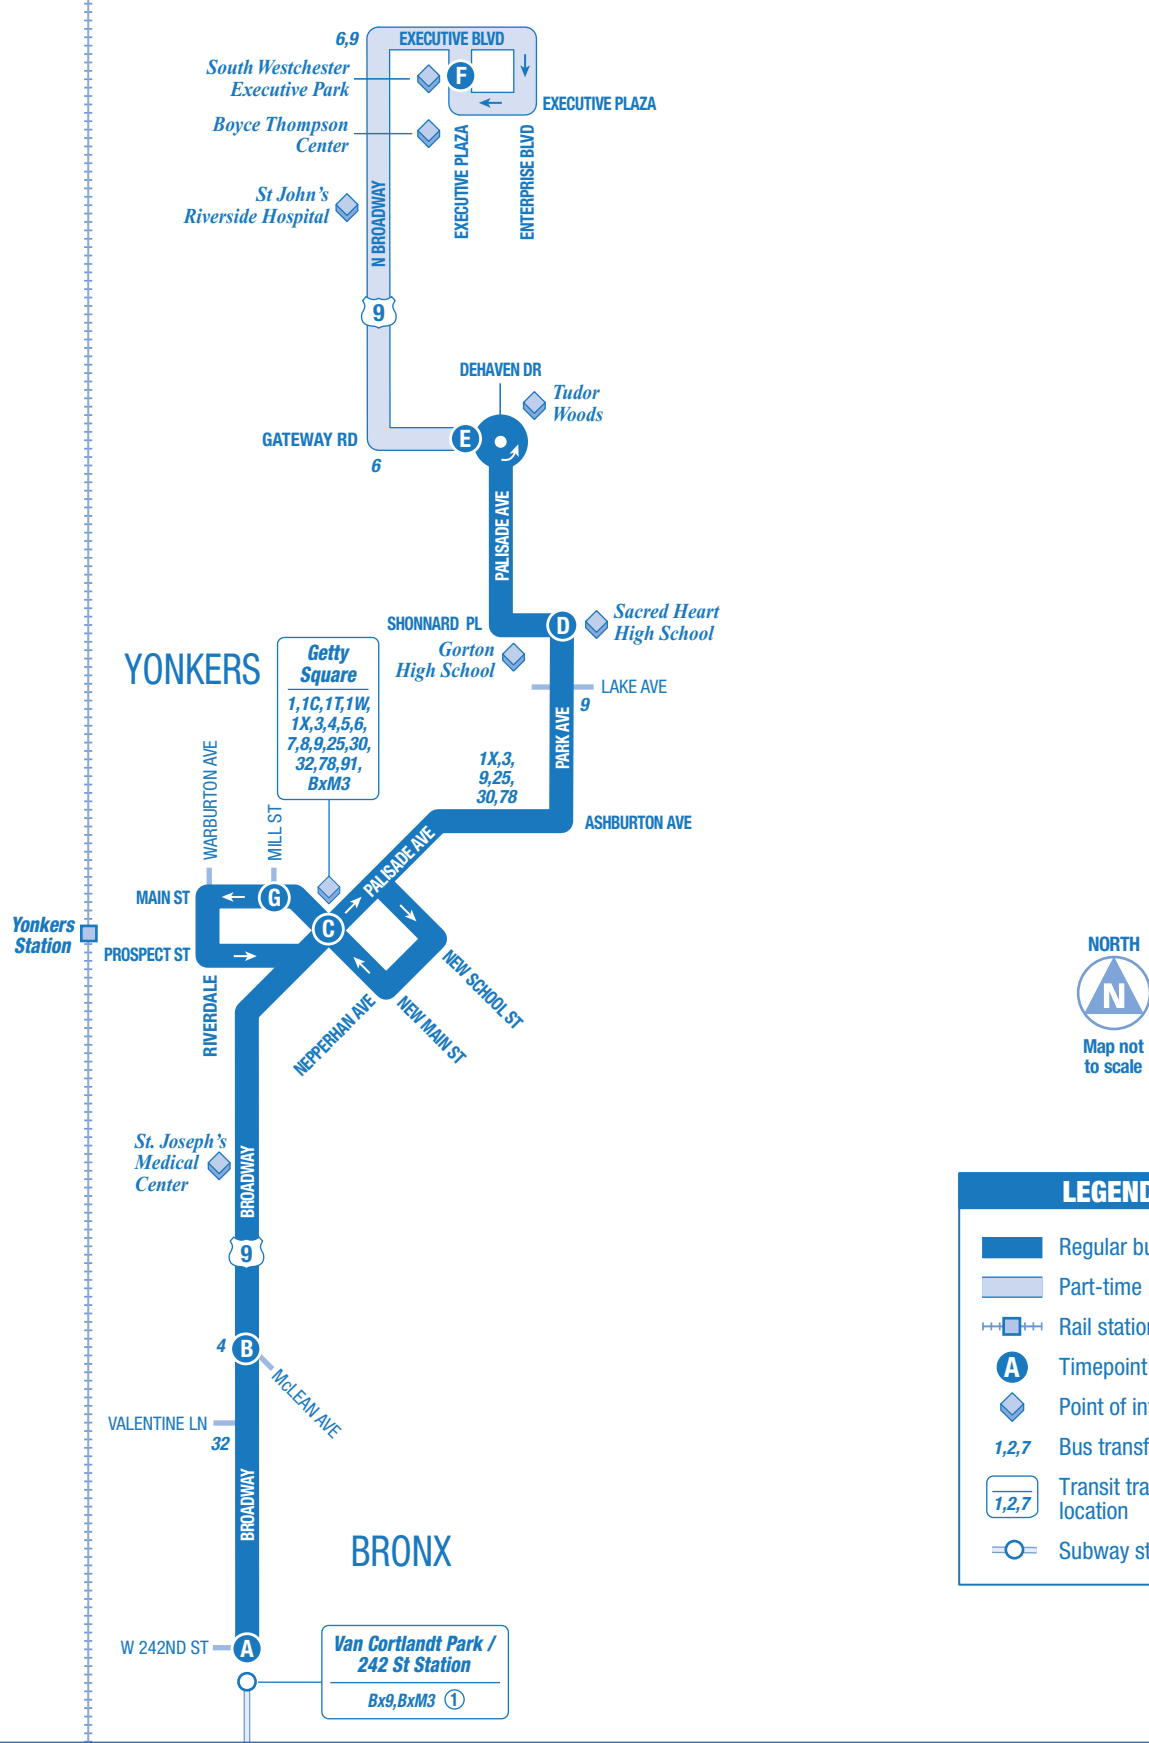 6,9
EXECUTIVE BLVD
South Westchester
Executive Park
F
EXECUTIVE PLAZA
Boyce Thompson
Center
EXECUTIVE PLAZA
ENTERPRISE BLVD
St John's
Riverside Hospital
N BROADWAY
9
DEHAVEN DR
Tudor
Woods
GATEWAY RD
E
6
PALISADE AVE
SHONNARD PL
D
Sacred Heart
High School
Gorton
High School
LAKE AVE
9
PARK AVE
YONKERS
Getty
Square
1,1C,1T,1W,
1X,3,4,5,6,
7,8,9,25,30,
32,78,91,
BxM3
1X,3,
9,25,
30,78
ASHBURTON AVE
WARBURTON AVE
MILL ST
PALISADE AVE
MAIN ST
G
C
Yonkers
Station
PROSPECT ST
RIVERDALE
NEPPERHAN AVE
NEW MAIN ST
NEW SCHOOL ST
NORTH
N
Map not
to scale
St. Joseph's
Medical
Center
BROADWAY
9
4
B
McLEAN AVE
VALENTINE LN
32
BROADWAY
BRONX
W 242ND ST
A
Van Cortlandt Park /
242 St Station
Bx9,BxM3 1
LEGEND
Regular
Part-time
Rail station
A Timepoint
Point of
1,2,7 Bus
Transit
1,2,7 location
Subway